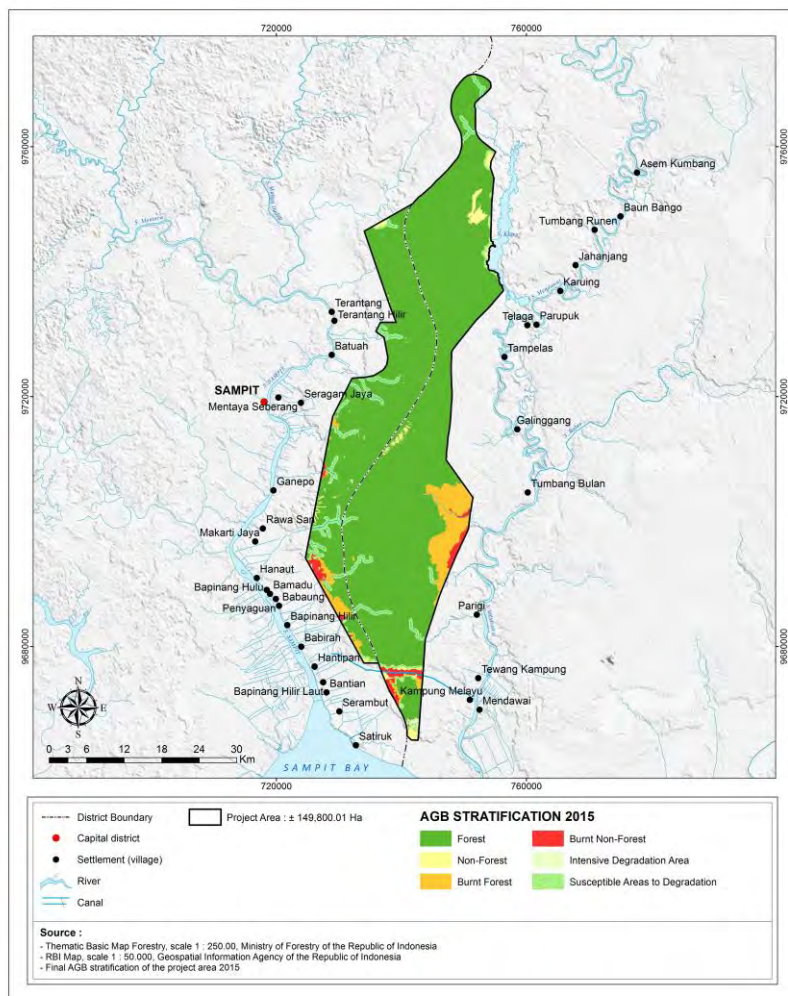 720000
760000
9760000
9760000
Asem Kumbang
Baun Bango
Tumbang Runen
Jahanjang
Karuing
Terantang
Terantang Hilir
Telaga
Parupuk
Batuah
Tampelas
SAMPIT
9720000
9720000
Mentaya Seberang
Seragam Jaya
Galinggang
Ganepo
Tumbang Bulan
Rawa Sari
Makarti Jaya
Hanaut
Bapinang Hulu
Bamadu
Babaung
Penyaguan
Parigi
Bapinang Hilir
Babirah
9680000
9680000
Hantipan
Tewang Kampung
Bantian
Kampung Melayu
Bapinang Hilir Laut
Mendawai
Serambut
N
W
E
S
Satiruk
0 3 6 12 18 24 30
Km
SAMPIT BAY
720000
760000
District Boundary
Project Area : ± 149,800.01 Ha
Capital district
Settlement (village)
River
Canal
AGB STRATIFICATION 2015
Forest
Burnt Non-Forest
Non-Forest
Intensive Degradation Area
Burnt Forest
Susceptible Areas to Degradation
Source :
- Thematic Basic Map Forestry, scale 1 : 250.00, Ministry of Forestry of the Republic of Indonesia
- RBI Map, scale 1 : 50.000, Geospatial Information Agency of the Republic of Indonesia
- Final AGB stratification of the project area 2015